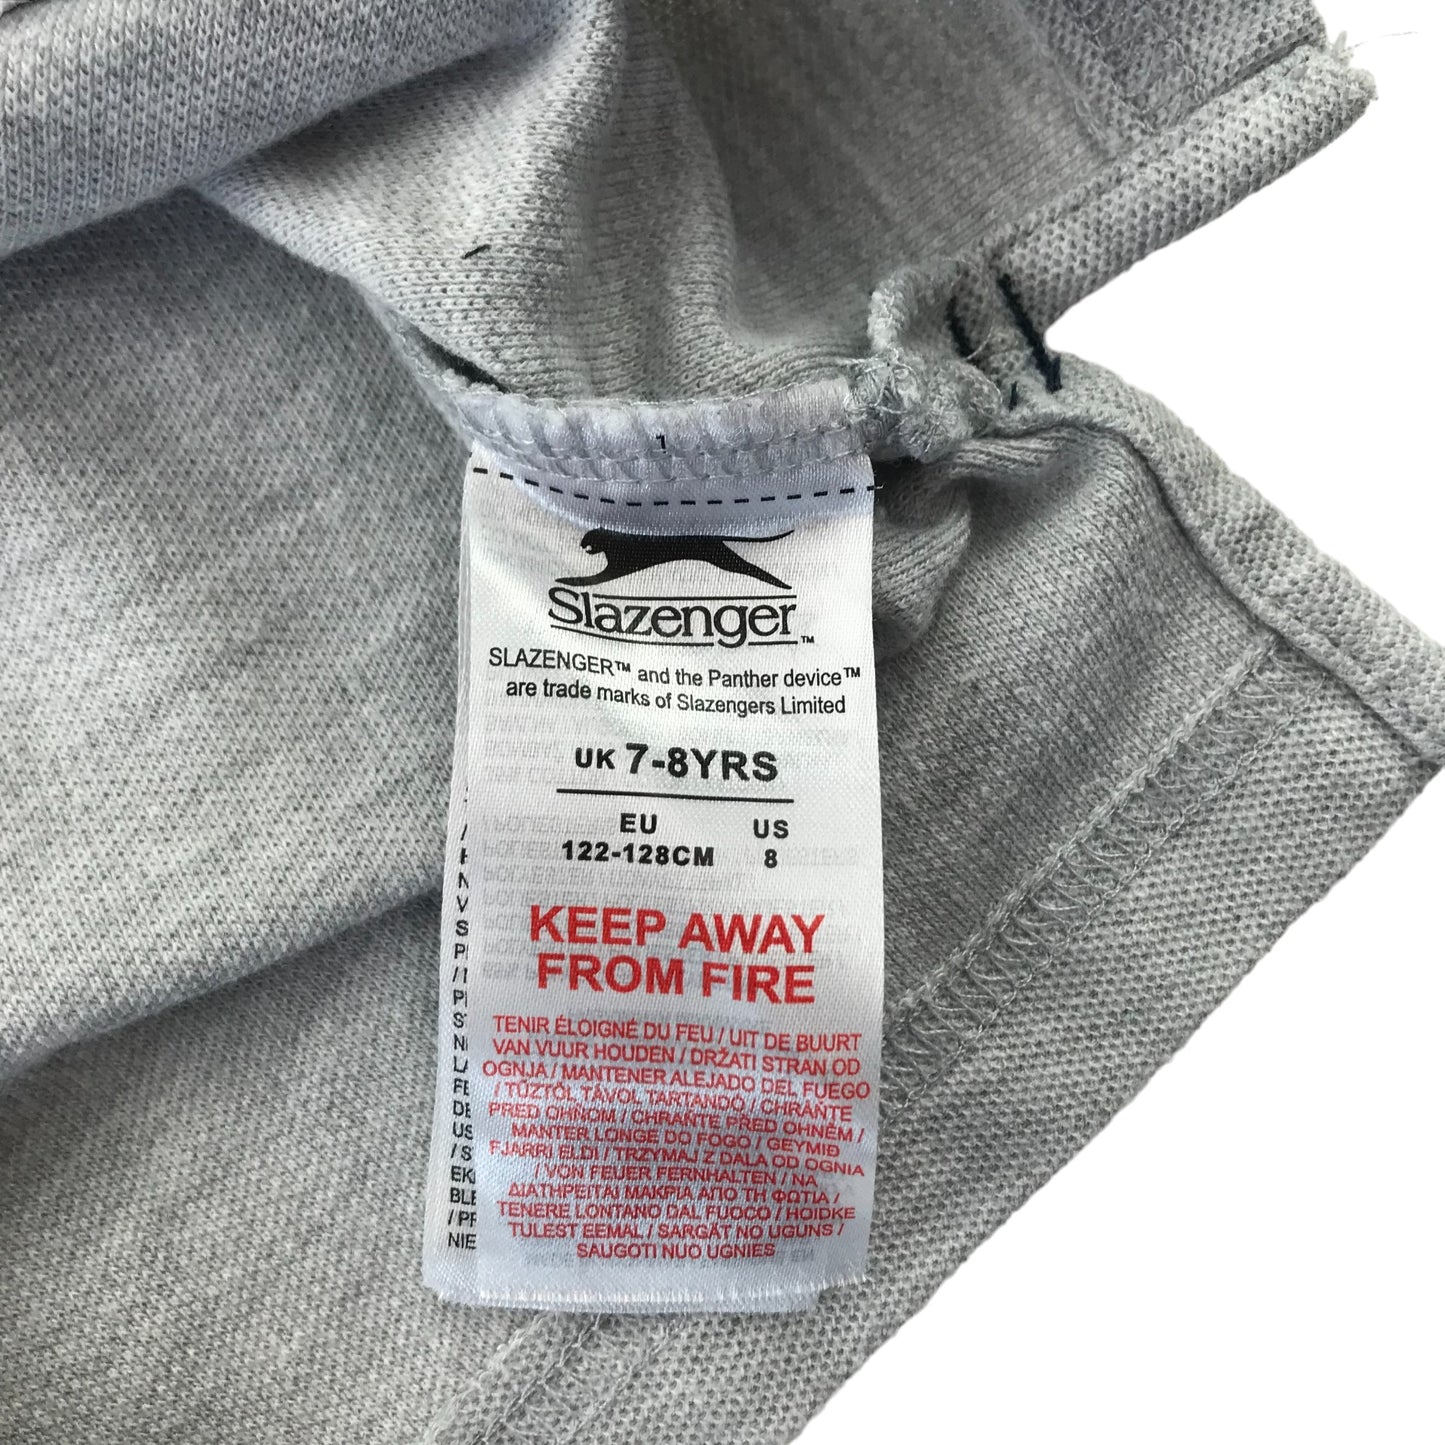 1
Slazenger™
SLAZENGER™ and the Panther device™
are trade marks of Slazengers Limited
UK 7-8YRS
EU US
122-128CM 8
KEEP AWAY
FROM FIRE
TENIR ÉLOIGNÉ DU FEU / UIT DE BUURT
VAN VUUR HOUDEN / DRŽATI STRAN OD
OGNJA / MANTENER ALEJADO DEL FUEGO
/ TŰZTŐL TÁVOL TARTANDO / CHRÁŇTE
PRED OHŇOM / CHRAŇTE PŘED OHNĚM /
MANTER LONGE DO FOGO / GEYMIÐ
FJARRI ELDI / TRZYMAJ Z DALA OD OGNIA
/ VON FEUER FERNHALTEN / NA
ΔΙΑΤΗΡΕΙΤΑΙ ΜΑΚΡΙΑ ΑΠΟ ΤΗ ΦΩΤΙΑ /
TENERE LONTANO DAL FUOCO / HOIDKE
TULEST EEMAL / SARGĀT NO UGUNS /
SAUGOTI NUO UGNIES